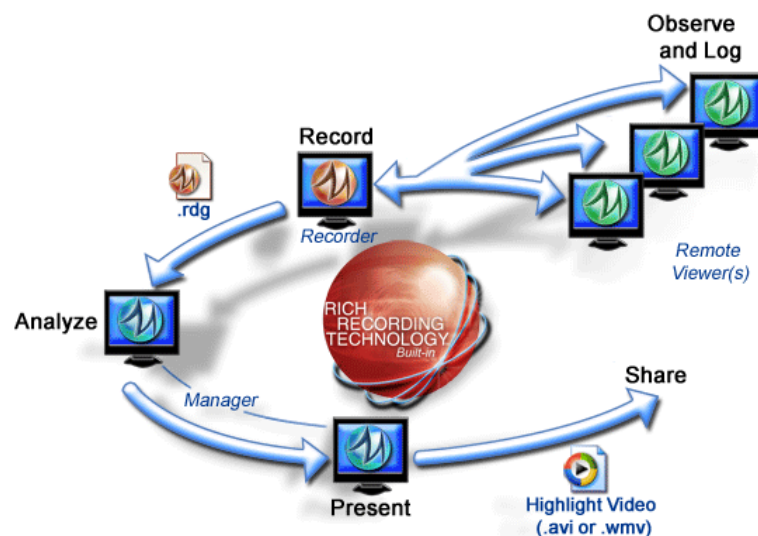 Observe
and Log
Record
.rdg
Recorder
Remote
Viewer(s)
Analyze
RICH
RECORDING
TECHNOLOGY
Built-in
Manager
Share
Present
Highlight Video
(.avi or .wmv)